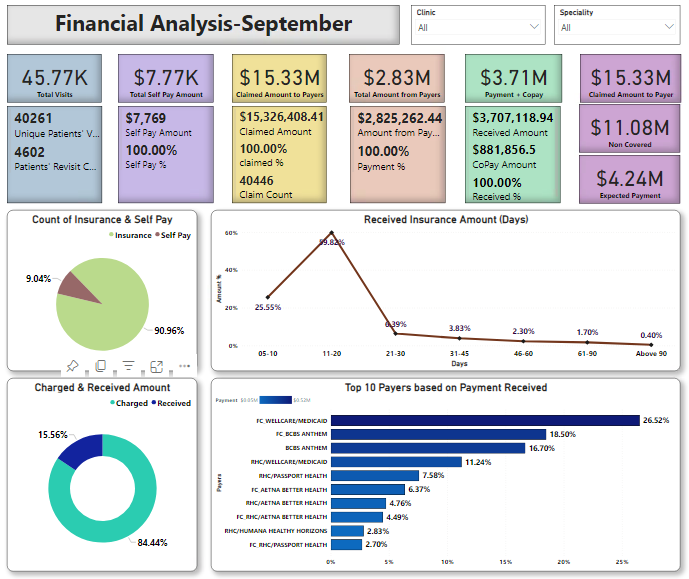 Financial Analysis-September
Clinic
All
Speciality
All
45.77K
Total Visits
$7.77K
Total Self Pay Amount
$15.33M
Claimed Amount to Payers
$2.83M
Total Amount from Payers
$3.71M
Payment + Copay
$15.33M
Claimed Amount to Payer
40261
Unique Patients' V...
4602
Patients' Revisit C...
$7,769
Self Pay Amount
100.00%
Self Pay %
$15,326,408.41
Claimed Amount
100.00%
claimed %
40446
Claim Count
$2,825,262.44
Amount from Pay...
100.00%
Payment %
$3,707,118.94
Received Amount
$881,856.5
CoPay Amount
100.00%
Received %
$11.08M
Non Covered
$4.24M
Expected Payment
Count of Insurance & Self Pay
Insurance Self Pay
9.04%
90.96%
Received Insurance Amount (Days)
Amount %
60%
40%
20%
0%
25.55%
59.82%
6.39%
3.83%
2.30%
1.70%
0.40%
05-10 11-20 21-30 31-45 46-60 61-90 Above 90
Days
Charged & Received Amount
Charged Received
15.56%
84.44%
Top 10 Payers based on Payment Received
Payment $0.05M $0.52M
Payers
FC_WELLCARE/MEDICAID 26.52%
FC_BCBS ANTHEM 18.50%
BCBS ANTHEM 16.70%
RHC/WELLCARE/MEDICAID 11.24%
RHC/PASSPORT HEALTH 7.58%
FC_AETNA BETTER HEALTH 6.37%
RHC/AETNA BETTER HEALTH 4.76%
FC_RHC/AETNA BETTER HEALTH 4.49%
RHC/HUMANA HEALTHY HORIZONS 2.83%
FC_RHC/PASSPORT HEALTH 2.70%
0% 5% 10% 15% 20% 25%